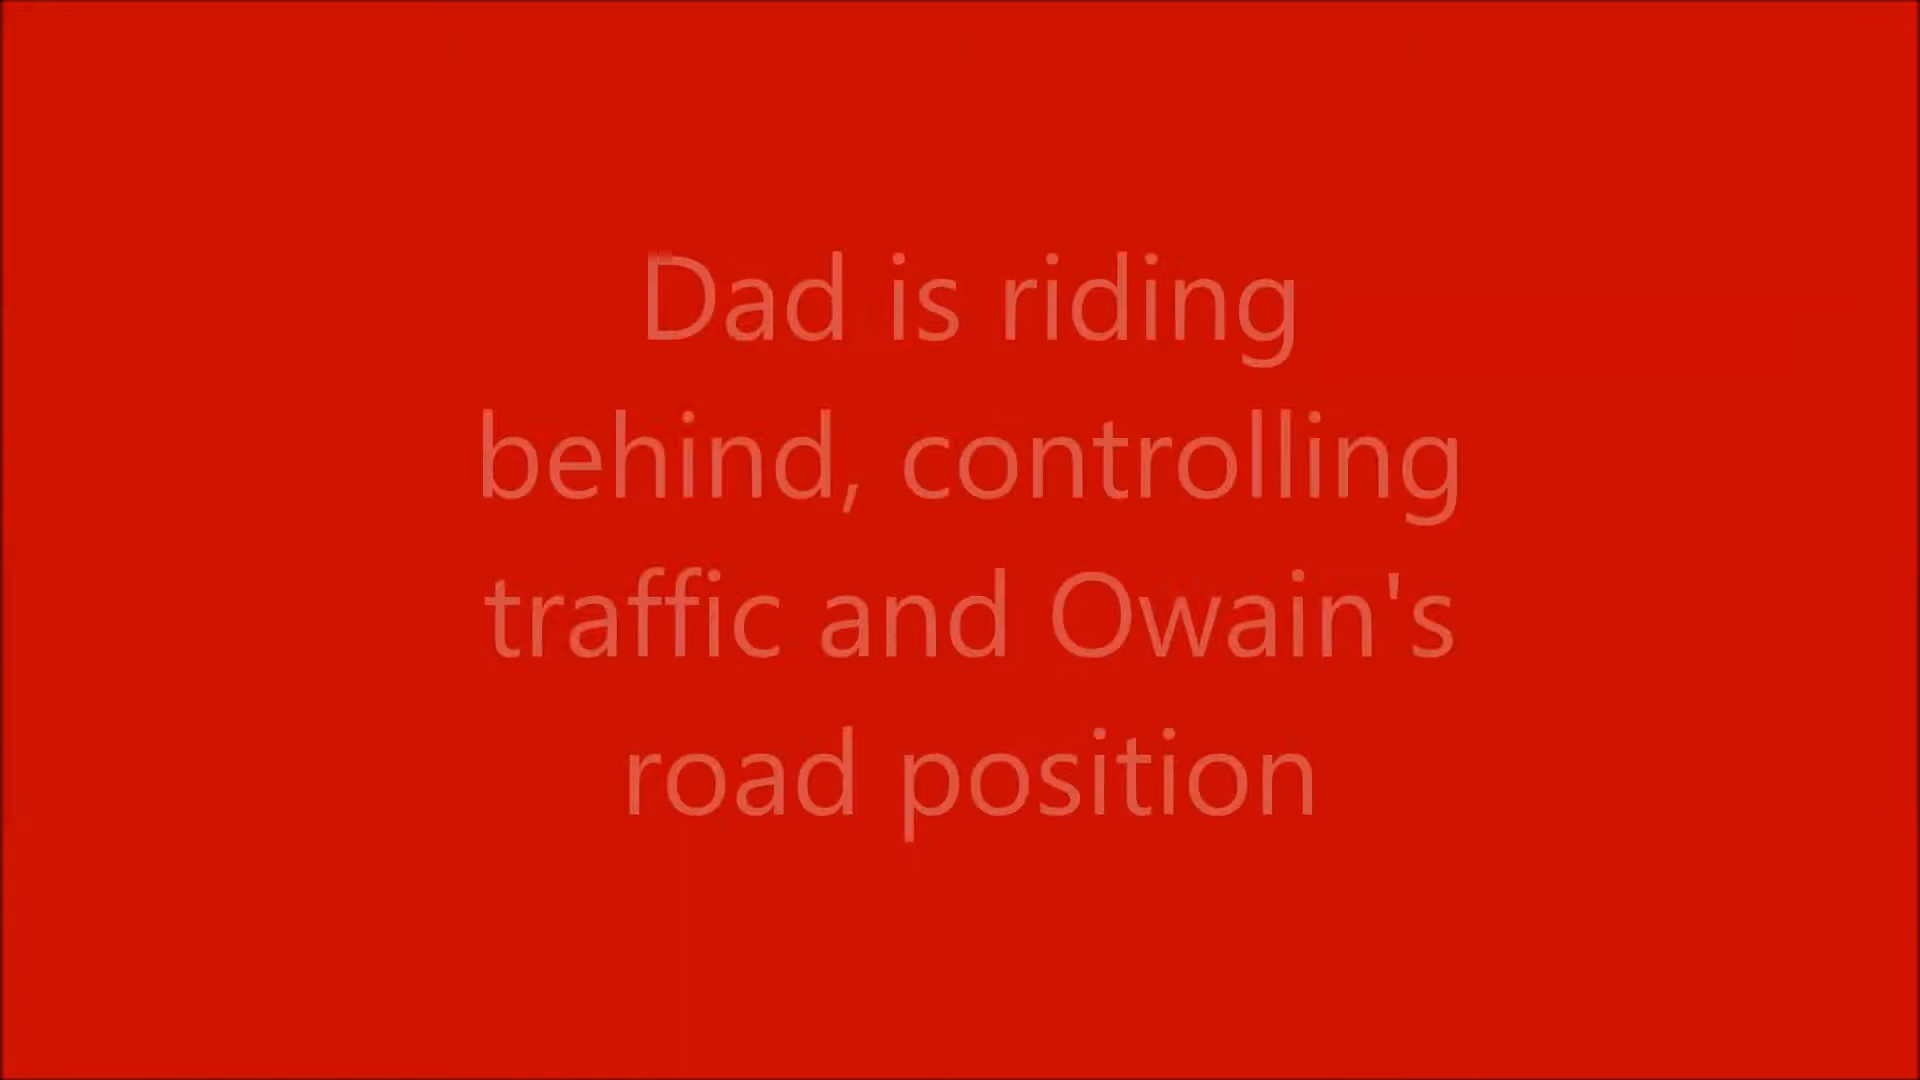 Dad is riding
behind, controlling
traffic and Owain's
road position